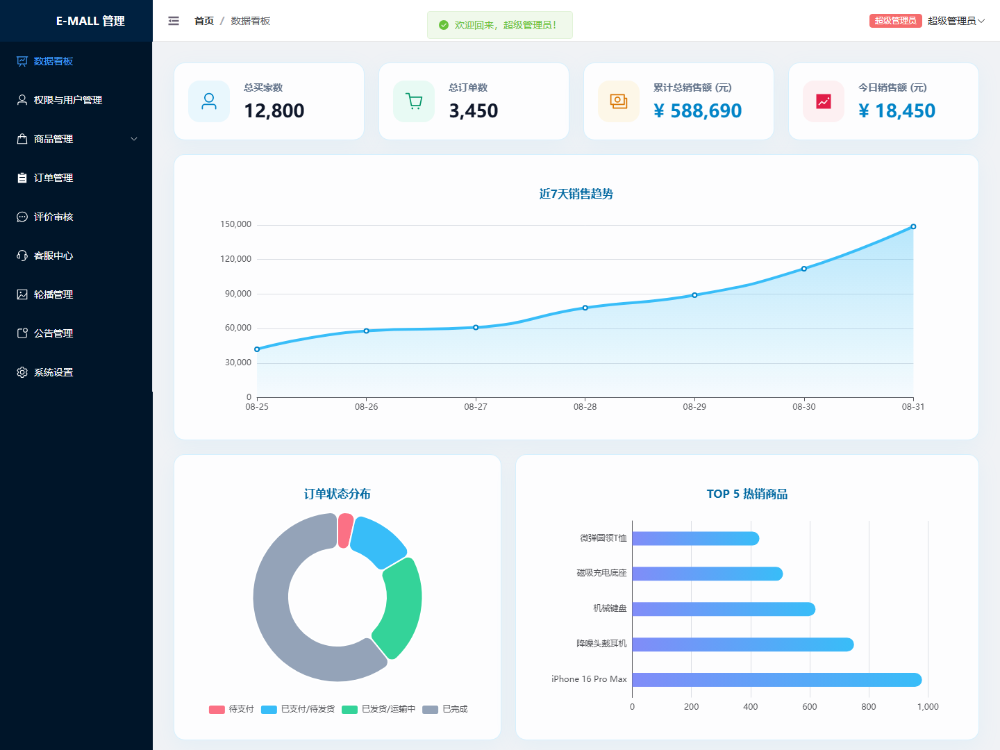 E-MALL 管理
首页 / 数据看板
欢迎回来，超级管理员！
超级管理员 超级管理员
数据看板
权限与用户管理
商品管理
订单管理
评价审核
客服中心
轮播管理
公告管理
系统设置
总买家数
12,800
总订单数
3,450
累计总销售额 (元)
¥ 588,690
今日销售额 (元)
¥ 18,450
近7天销售趋势
150,000
120,000
90,000
60,000
30,000
0
08-25 08-26 08-27 08-28 08-29 08-30 08-31
订单状态分布
待支付 已支付/待发货 已发货/运输中 已完成
TOP 5 热销商品
微弹圆领T恤
磁吸充电底座
机械键盘
降噪头戴耳机
iPhone 16 Pro Max
0 200 400 600 800 1,000